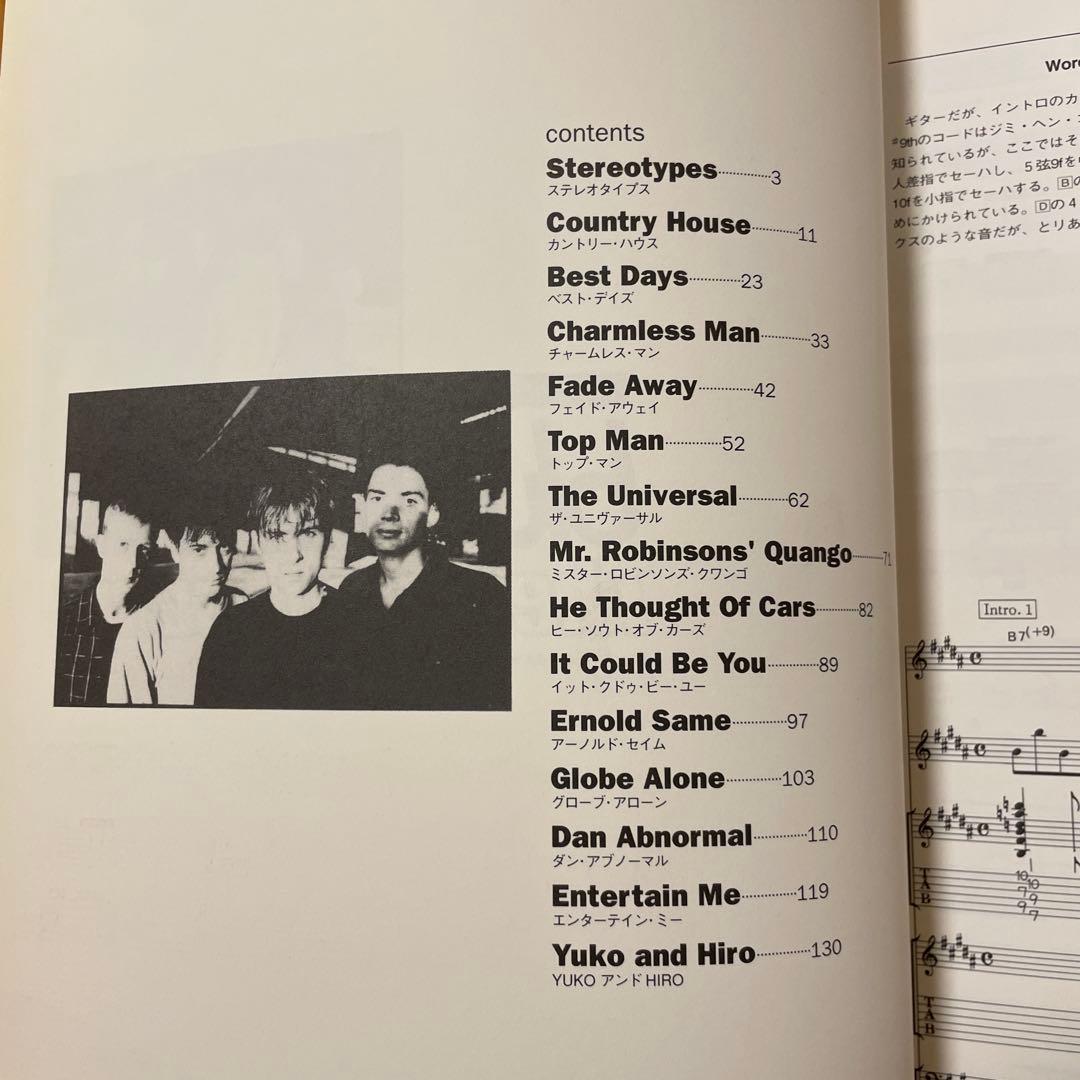 contents
Stereotypes 3
ステレオタイプス
Country House 11
カントリー・ハウス
Best Days 23
ベスト・デイズ
Charmless Man 33
チャームレス・マン
Fade Away 42
フェイド・アウェイ
Top Man 52
トップ・マン
The Universal 62
ザ・ユニヴァーサル
Mr. Robinsons' Quango 71
ミスター・ロビンソンズ・クワンゴ
He Thought Of Cars 82
ヒー・ソウト・オブ・カーズ
It Could Be You 89
イット・クドゥ・ビー・ユー
Ernold Same 97
アーノルド・セイム
Globe Alone 103
グローブ・アローン
Dan Abnormal 110
ダン・アブノーマル
Entertain Me 119
エンターテイン・ミー
Yuko and Hiro 130
YUKO アンド HIRO
ギターだが、イントロのカ
#9thのコードはジミ・ヘン・
知られているが、ここではそ
人差指でセーハし、5弦9fを
10fを小指でセーハする。Bの
めにかけられている。Dの4
クスのような音だが、とりあ
Intro. 1
B7(+9)
TAB
10 10
7 9
9 7
TAB